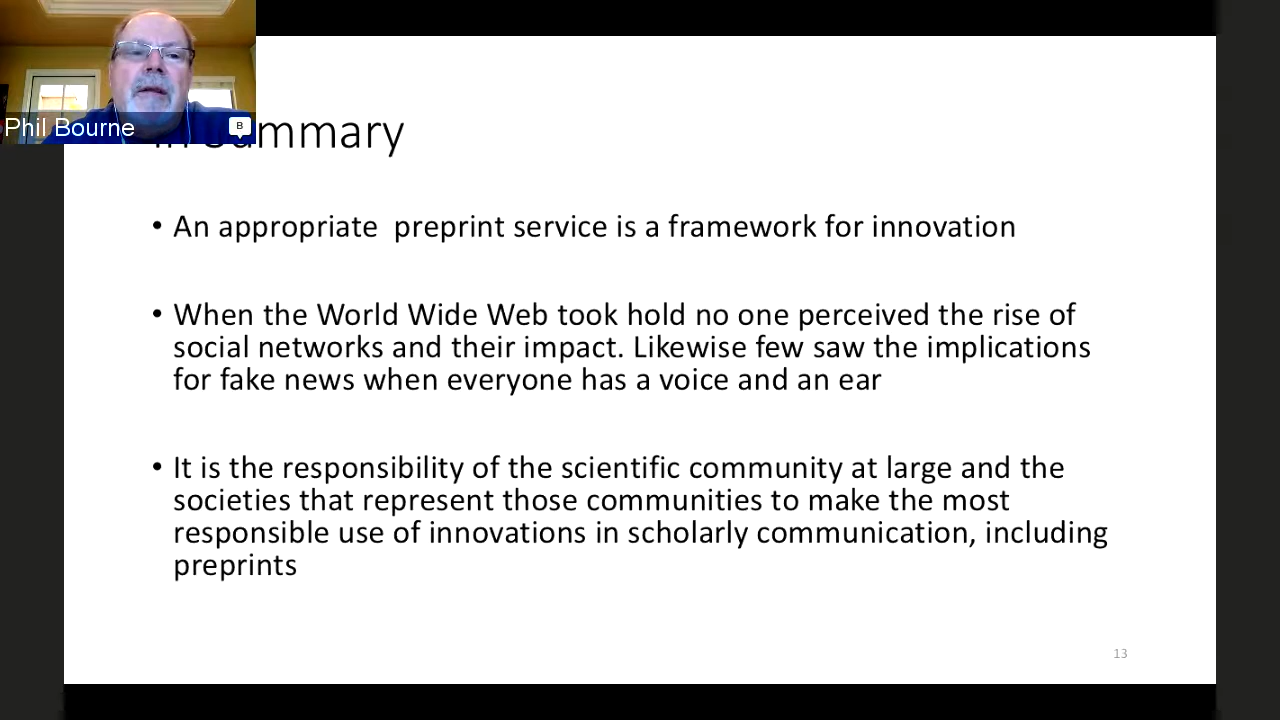 Phil Bourne
B
In Summary
• An appropriate  preprint service is a framework for innovation
• When the World Wide Web took hold no one perceived the rise of
social networks and their impact. Likewise few saw the implications
for fake news when everyone has a voice and an ear
• It is the responsibility of the scientific community at large and the
societies that represent those communities to make the most
responsible use of innovations in scholarly communication, including
preprints
13